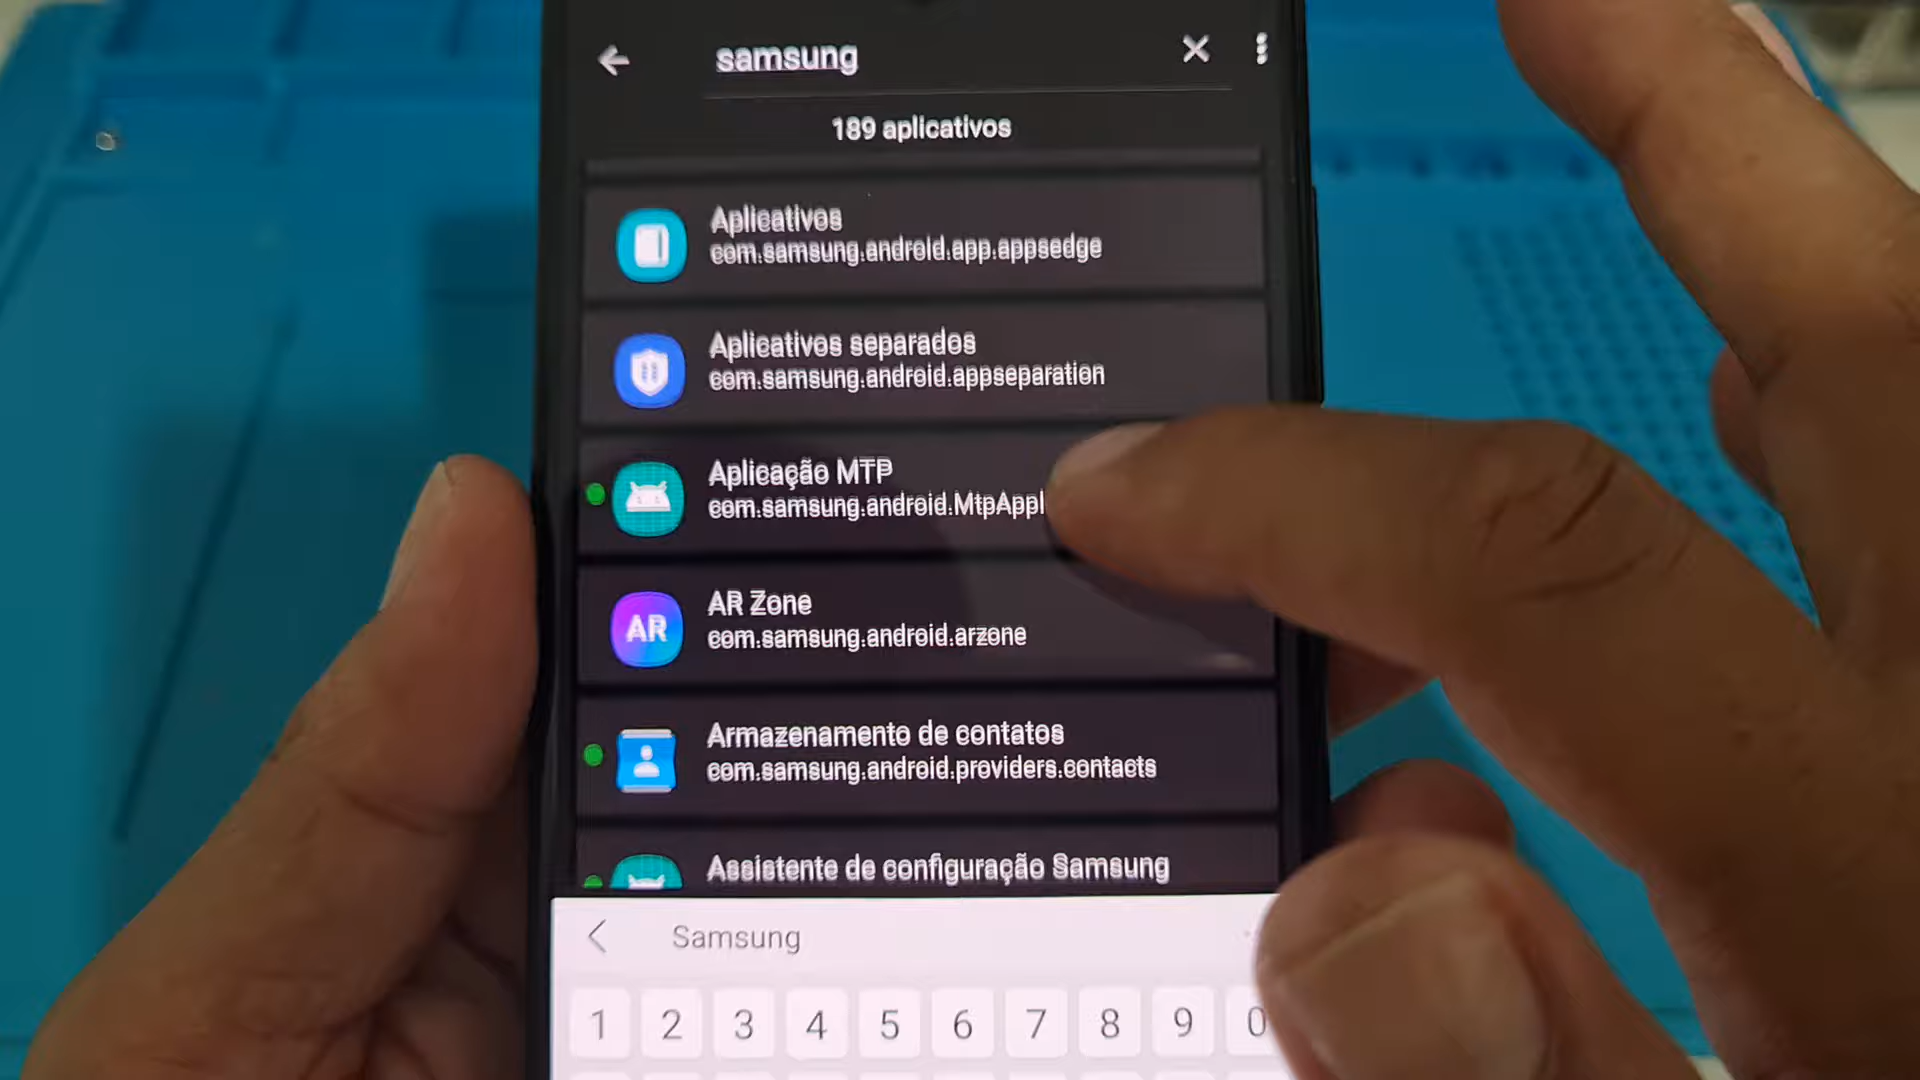 samsung
189 aplicativos
Aplicativos
com.samsung.android.app.appsedge
Aplicativos separados
com.samsung.android.appseparation
Aplicação MTP
com.samsung.android.MtpAppl
AR
AR Zone
com.samsung.android.arzone
Armazenamento de contatos
com.samsung.android.providers.contacts
Assistente de configuração Samsung
Samsung
1 2 3 4 5 6 7 8 9 0